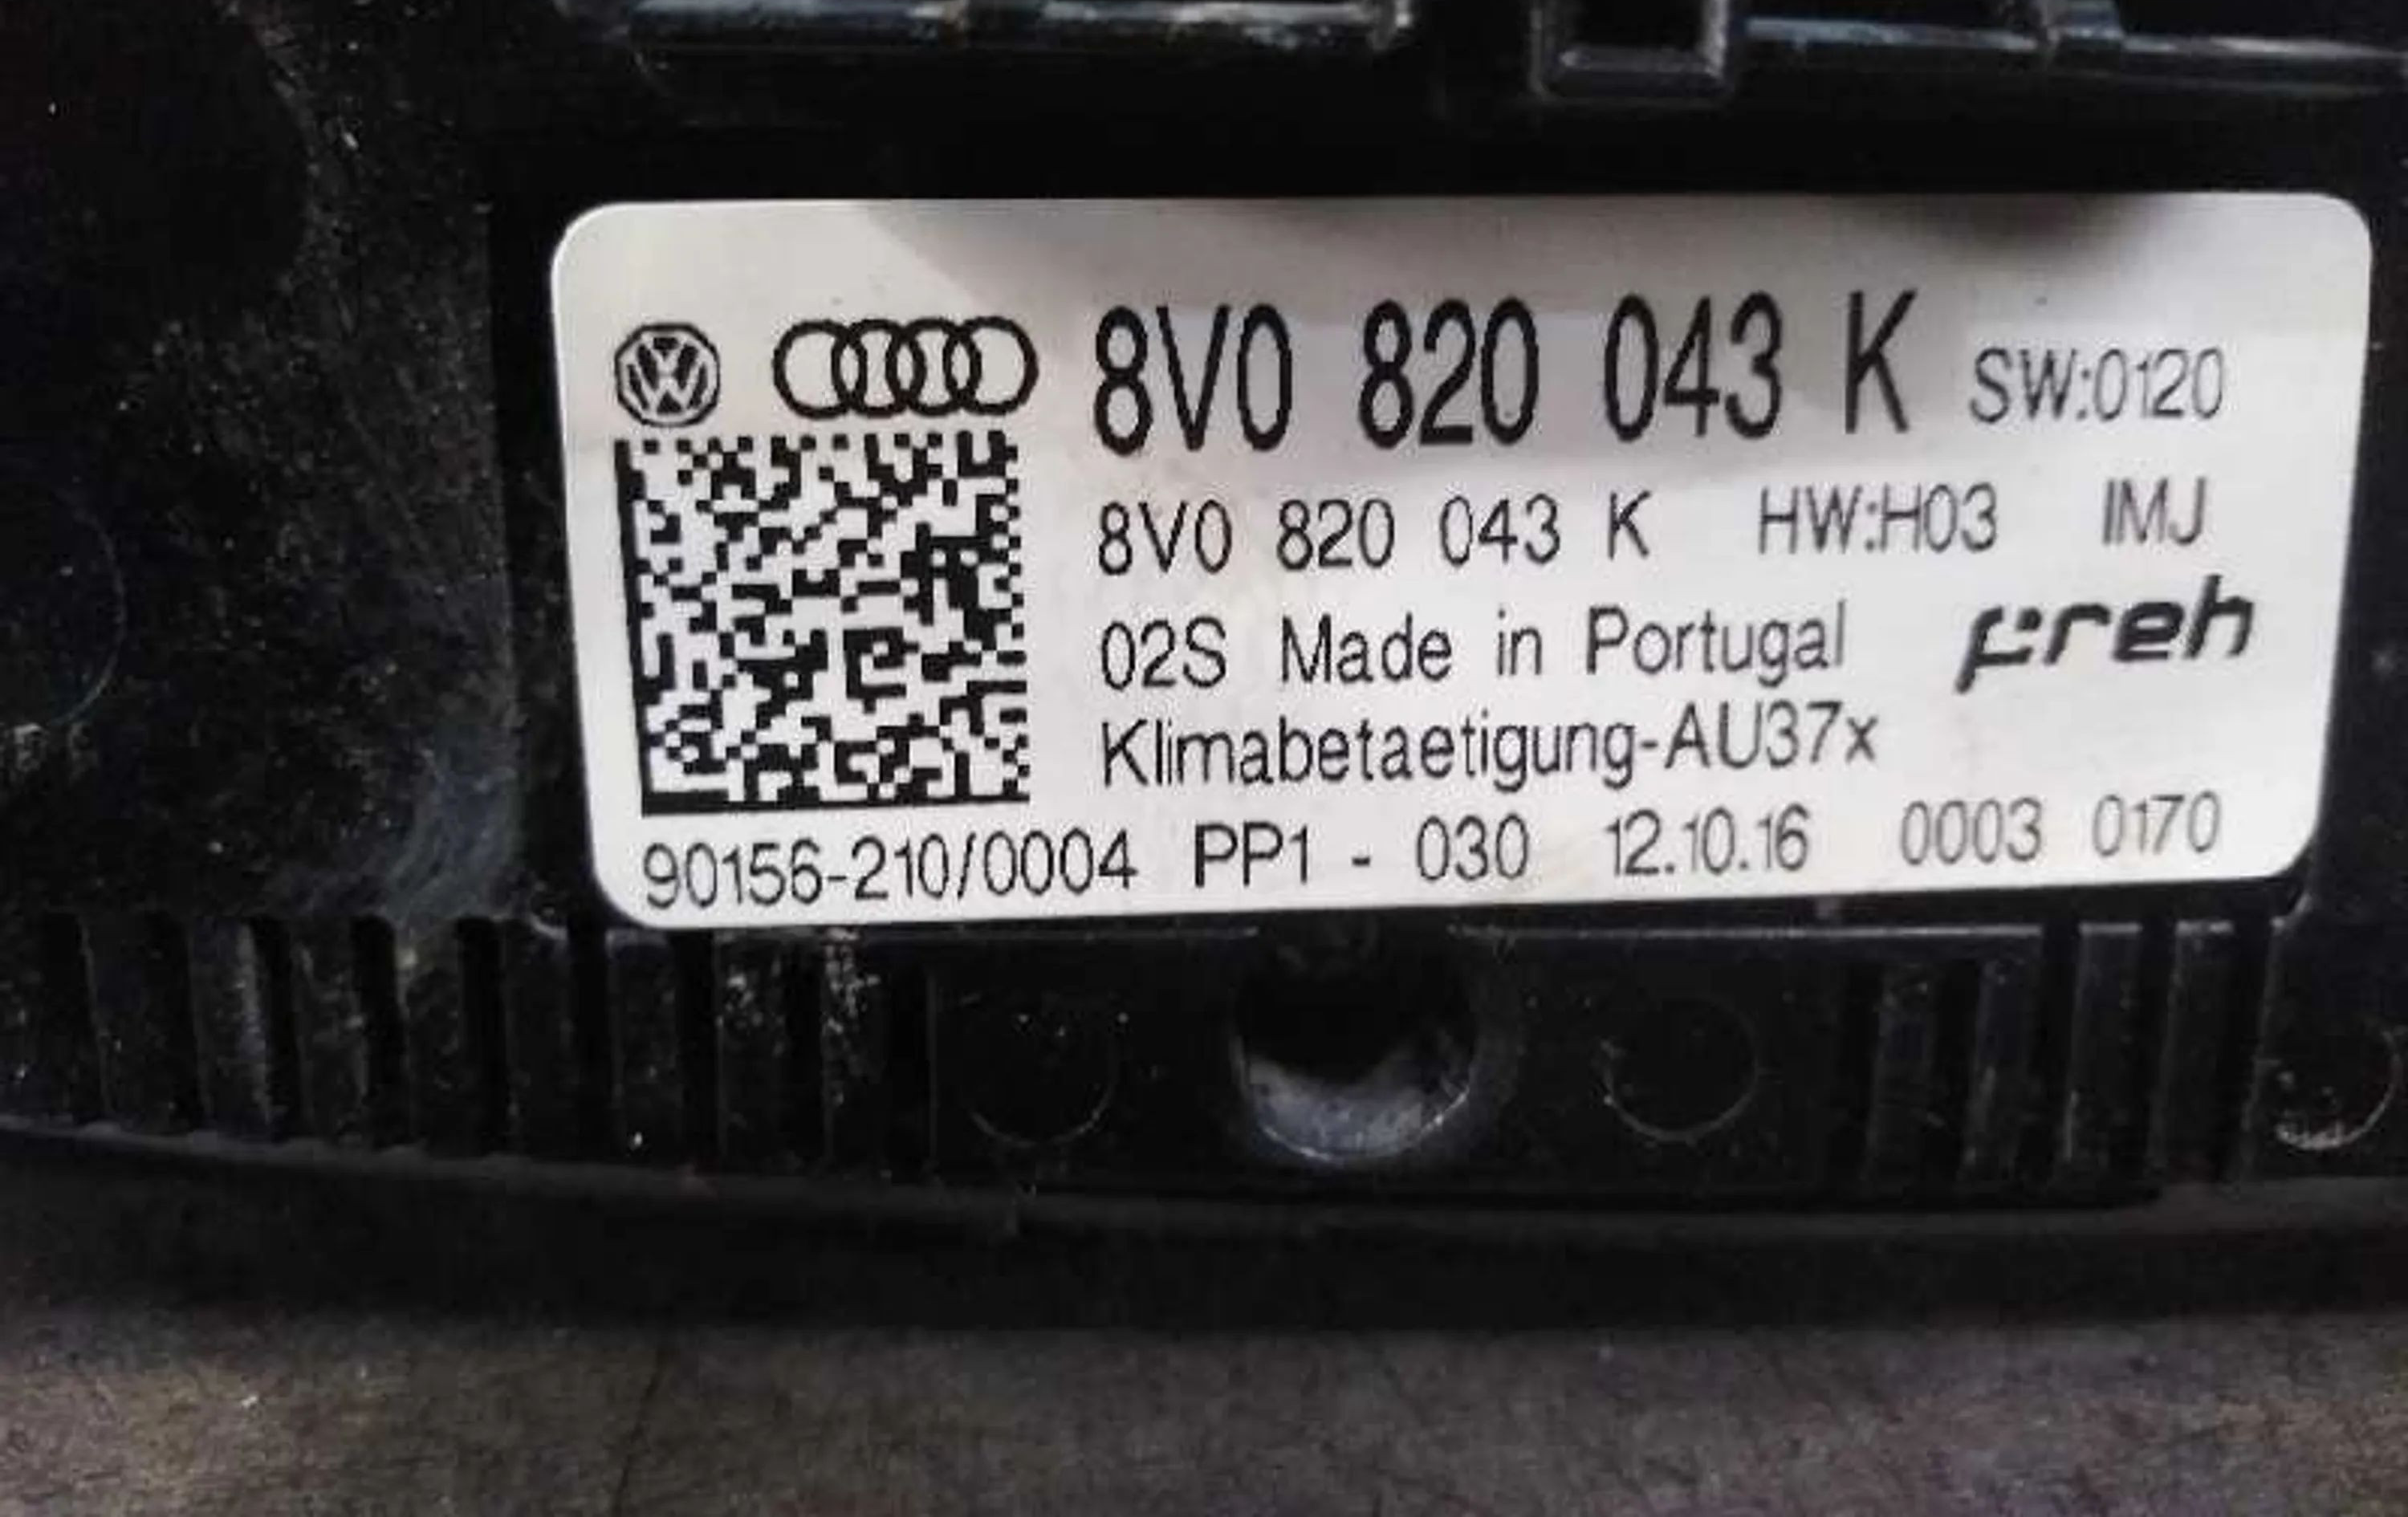 8V0 820 043 K SW:0120
8V0 820 043 K HW:H03 IMJ
02S Made in Portugal preh
Klimabetaetigung-AU37x
90156-210/0004 PP1 - 030 12.10.16 0003 0170